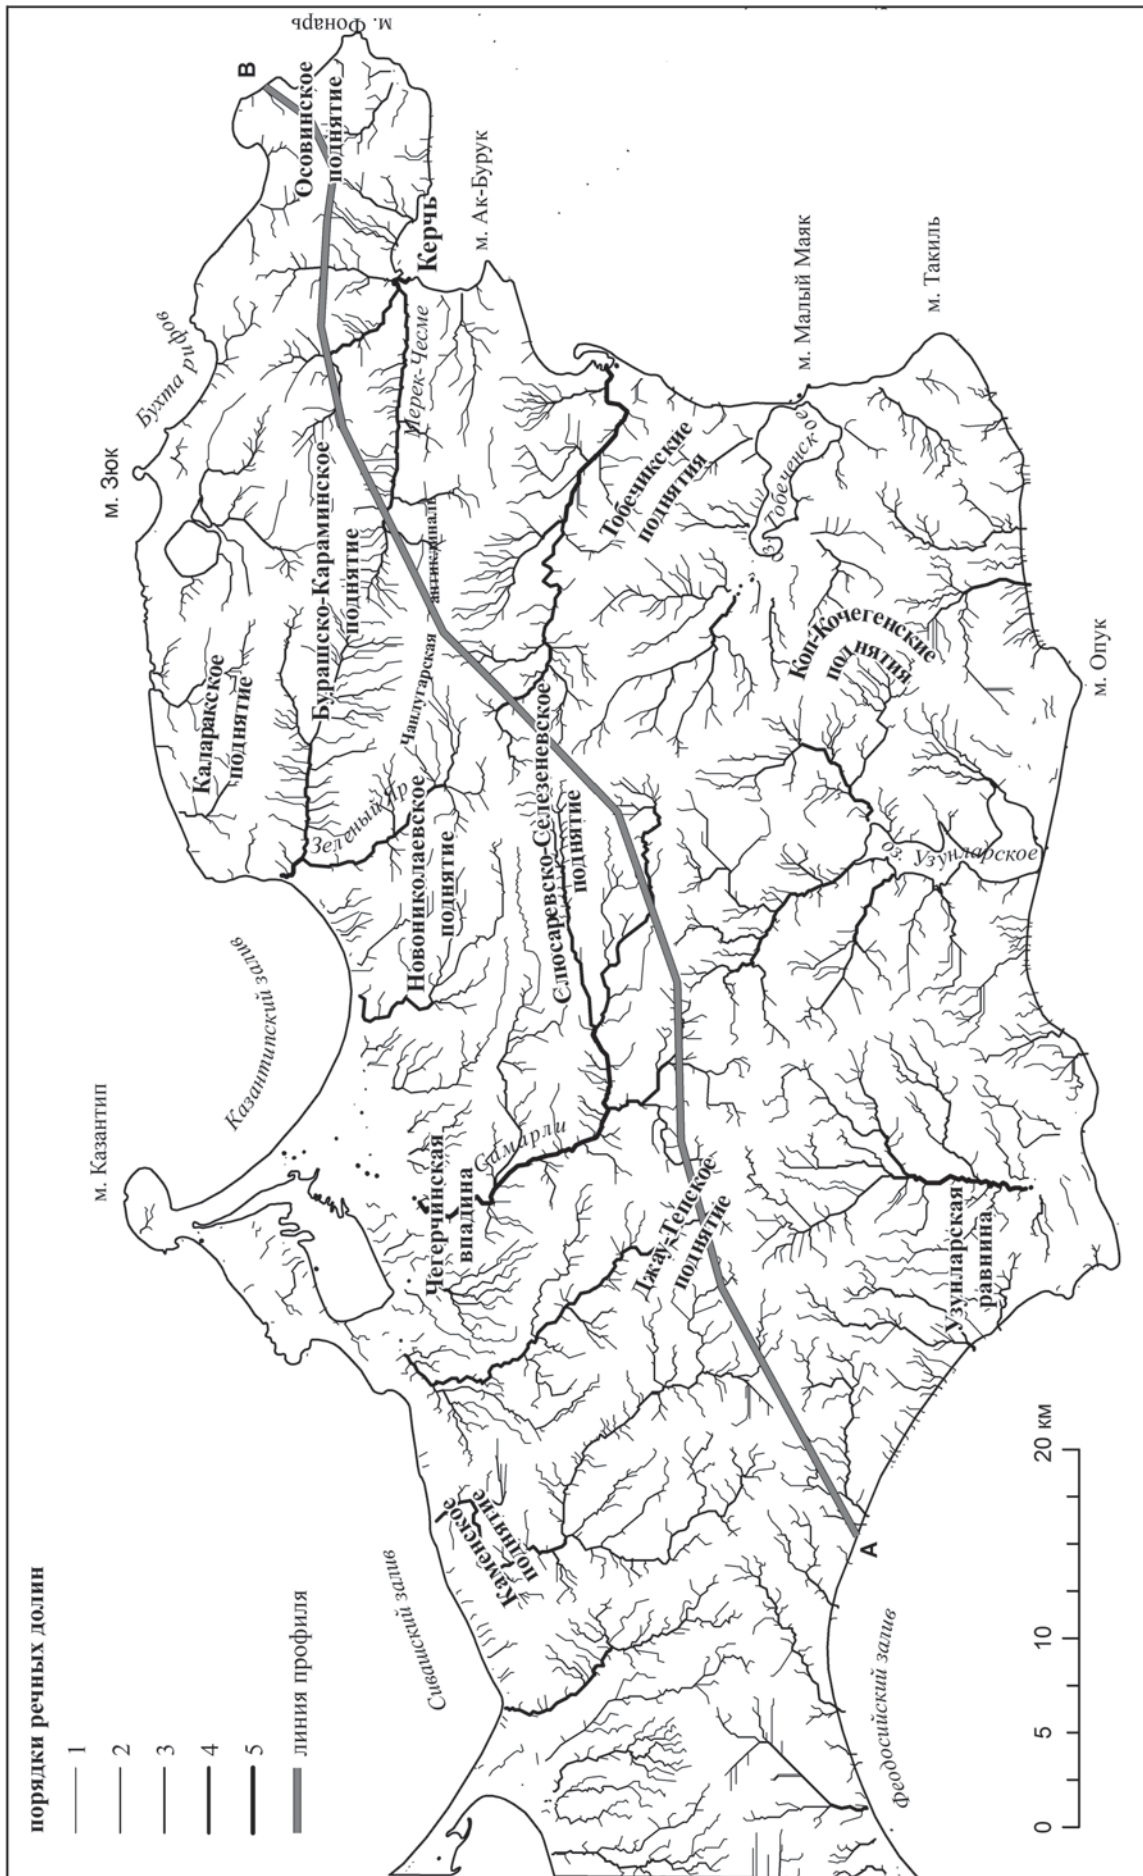 порядки речных долин
1
2
3
4
5
линия профиля
0
5
10
20 км
Сивашский залив
Феодосийский залив
Каменское
поднятие
А
м. Казантип
Казантипский залив
Чегерчинская
впадина
Самарли
Джау-Тепское
поднятие
Узунларская
равнина
Новониколаевское
поднятие
Зеленый Яр
Слюсаревско-Селезеневское
поднятие
оз. Узунларское
Каларакское
поднятие
Бурашско-Караминское
поднятие
Чанлугарская
антиклиналь
Коп-Кочегенские
поднятия
м. Опук
м. Зюк
Бухта рифов
Мерек-Чесме
Тобечикские
поднятия
оз. Тобеченское
м. Малый Маяк
м. Такиль
Керчь
м. Ак-Бурук
Осовинское
поднятие
В
м. Фонарь